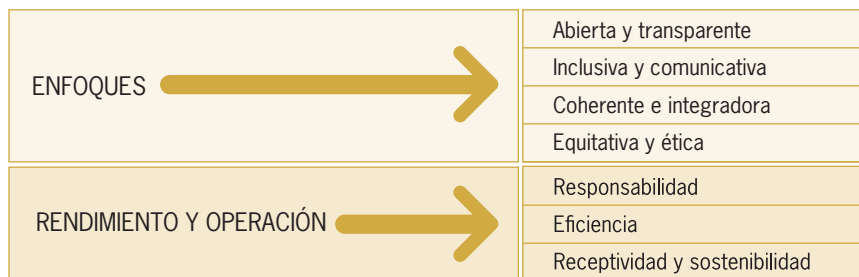 ENFOQUES
Abierta y transparente
Inclusiva y comunicativa
Coherente e integradora
Equitativa y ética
RENDIMIENTO Y OPERACIÓN
Responsabilidad
Eficiencia
Receptividad y sostenibilidad